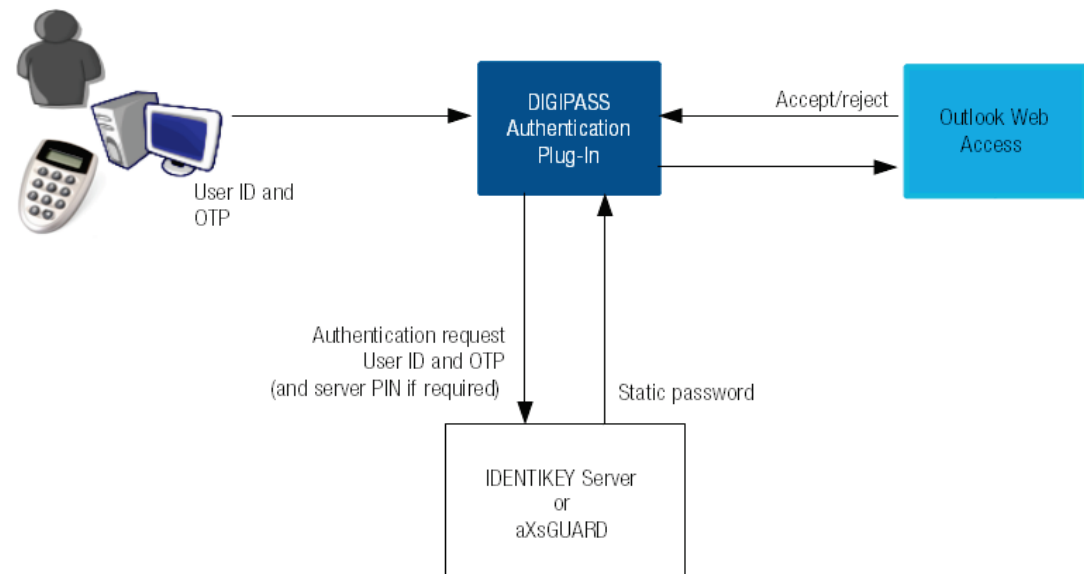 User ID and
OTP
DIGIPASS
Authentication
Plug-In
Accept/reject
Outlook Web
Access
Authentication request
User ID and OTP
(and server PIN if required)
Static password
IDENTIKEY Server
or
aXsGUARD